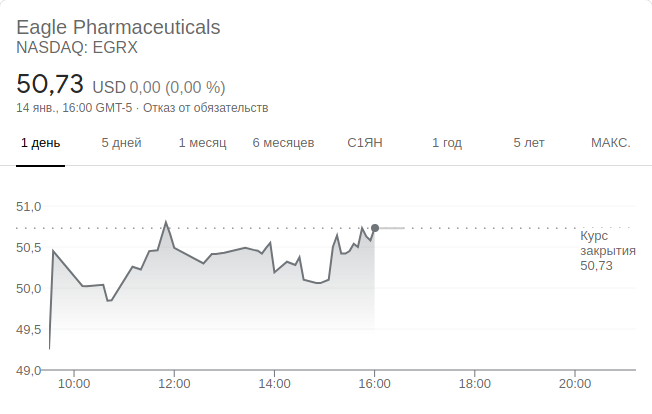 Eagle Pharmaceuticals
NASDAQ: EGRX
50,73 USD 0,00 (0,00 %)
14 янв., 16:00 GMT-5 · Отказ от обязательств
1 день 5 дней 1 месяц 6 месяцев С1ЯН 1 год 5 лет МАКС.
51,0
50,5
50,0
49,5
49,0
Курс
закрытия
50,73
10:00 12:00 14:00 16:00 18:00 20:00